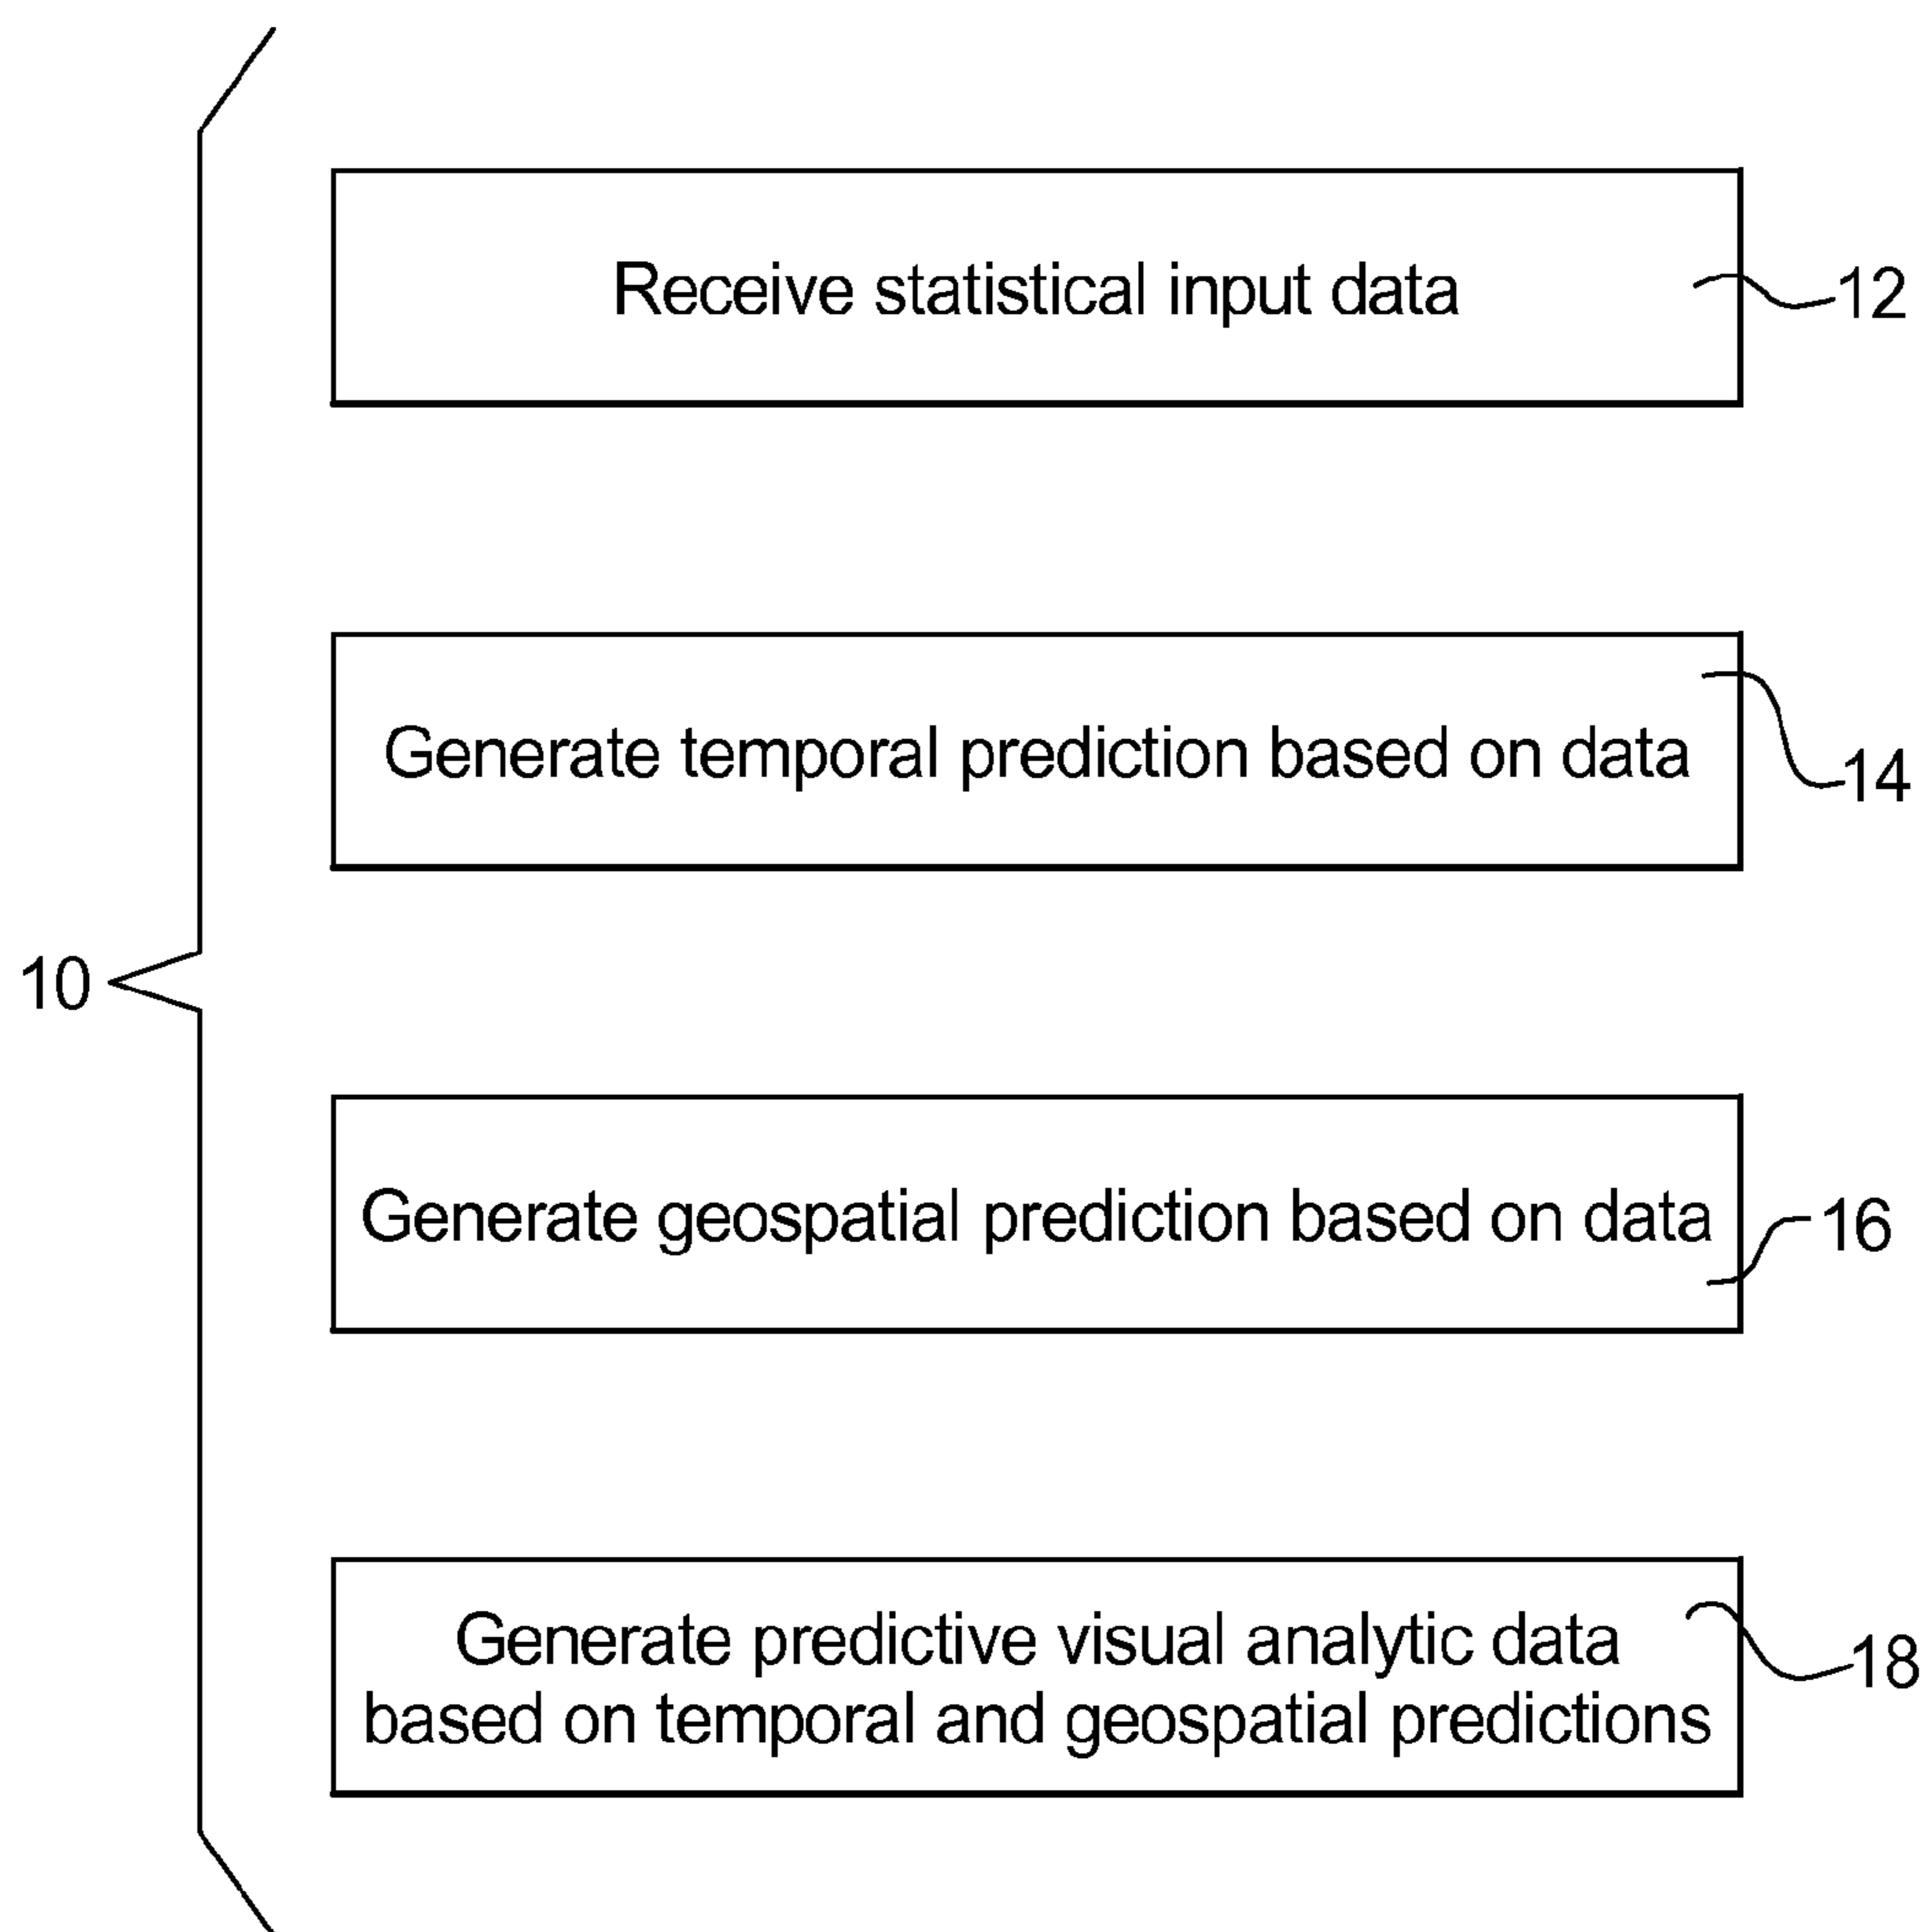 Receive statistical input data
12
Generate temporal prediction based on data
14
10
Generate geospatial prediction based on data
16
Generate predictive visual analytic data
based on temporal and geospatial predictions
18